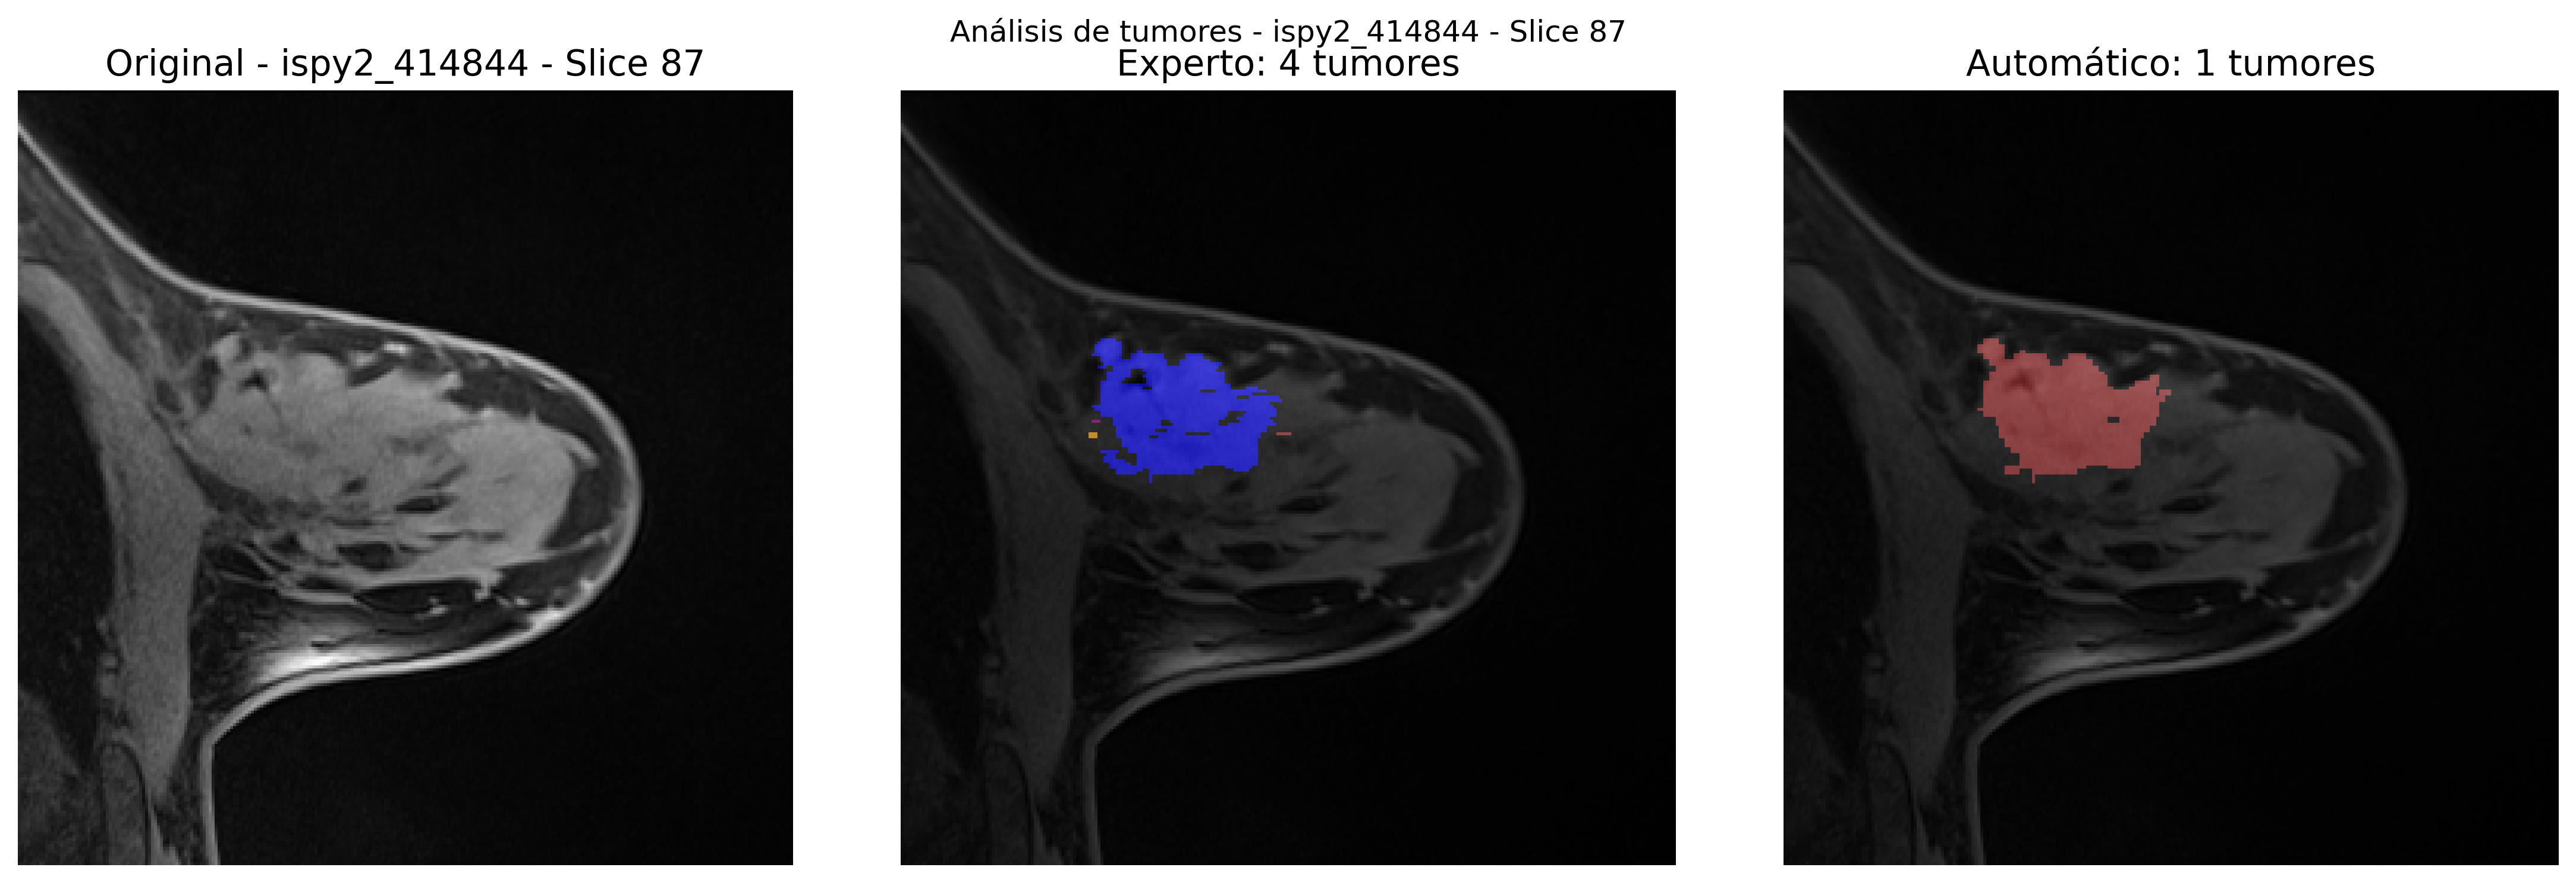 Análisis de tumores - ispy2_414844 - Slice 87
Original - ispy2_414844 - Slice 87
Experto: 4 tumores
Automático: 1 tumores